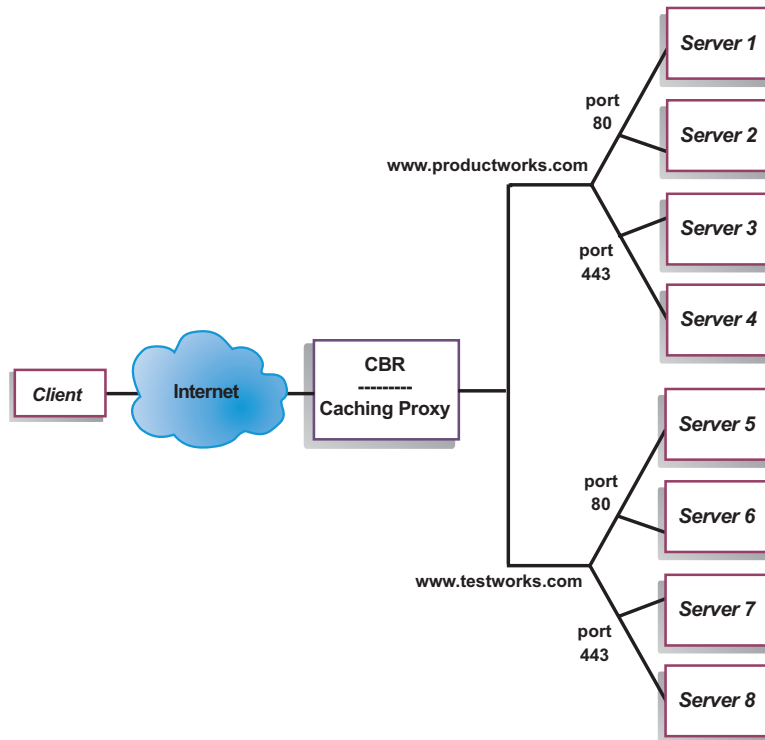 Server 1
port
80
Server 2
www.productworks.com
Server 3
port
443
Server 4
CBR
---------
Caching Proxy
Internet
Client
Server 5
port
80
Server 6
www.testworks.com
Server 7
port
443
Server 8